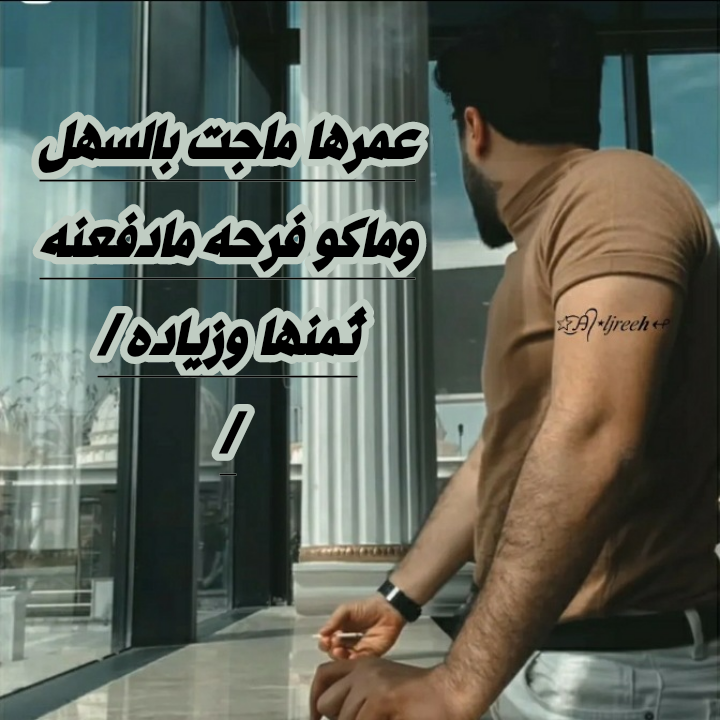 عمرها ماجت بالسهل
وماكو فرحه مادفعنه
ثمنها وزياده /
/
☆A⁠ ⋆ljreeh